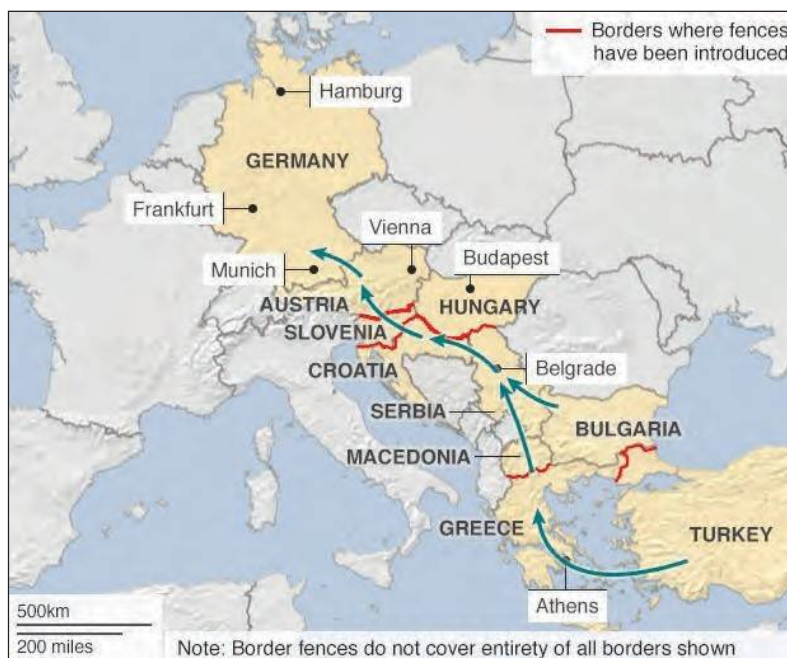 Borders where fences
have been introduced
Hamburg
GERMANY
Frankfurt
Vienna
Munich
Budapest
AUSTRIA
HUNGARY
SLOVENIA
CROATIA
Belgrade
SERBIA
BULGARIA
MACEDONIA
GREECE
TURKEY
Athens
500km
200 miles
Note: Border fences do not cover entirety of all borders shown